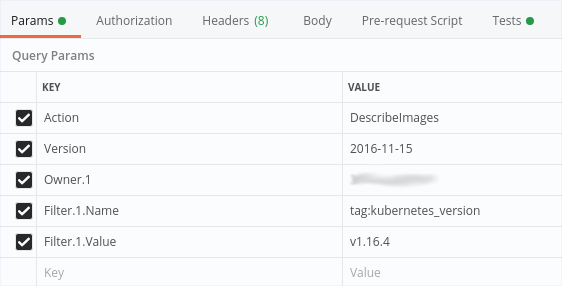 Params Authorization Headers (8) Body Pre-request Script Tests
Query Params
KEY VALUE
Action DescribeImages
Version 2016-11-15
Owner.1
Filter.1.Name tag:kubernetes_version
Filter.1.Value v1.16.4
Key Value